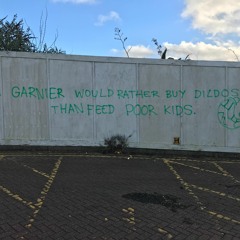 GARNIER WOULD RATHER BUY DILDOS
THAN FEED POOR KIDS.